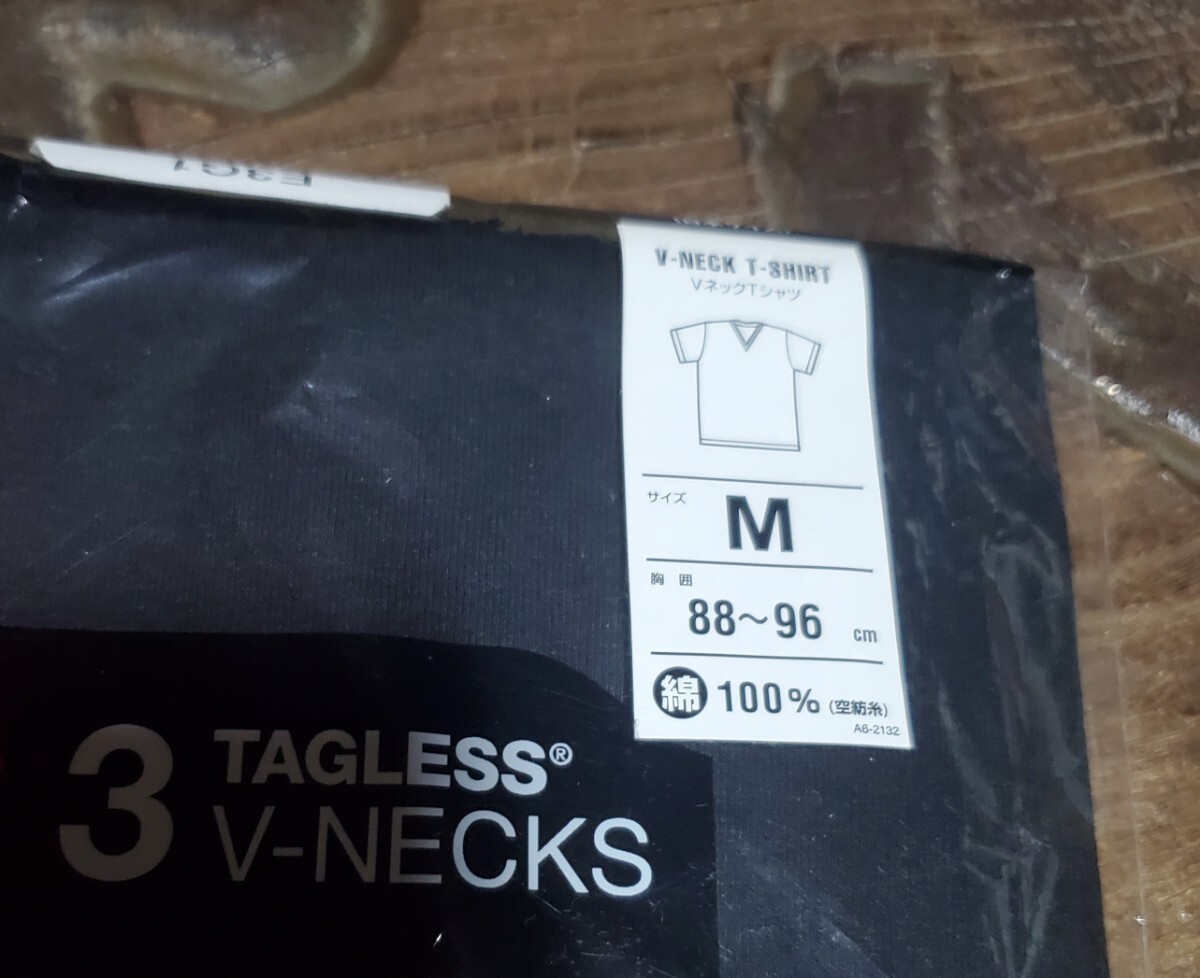 E3G1
V-NECK T-SHIRT
VネックTシャツ
サイズ
M
胸 囲
88〜96 cm
綿 100% (空紡糸)
A6-2132
3 TAGLESS®
V-NECKS